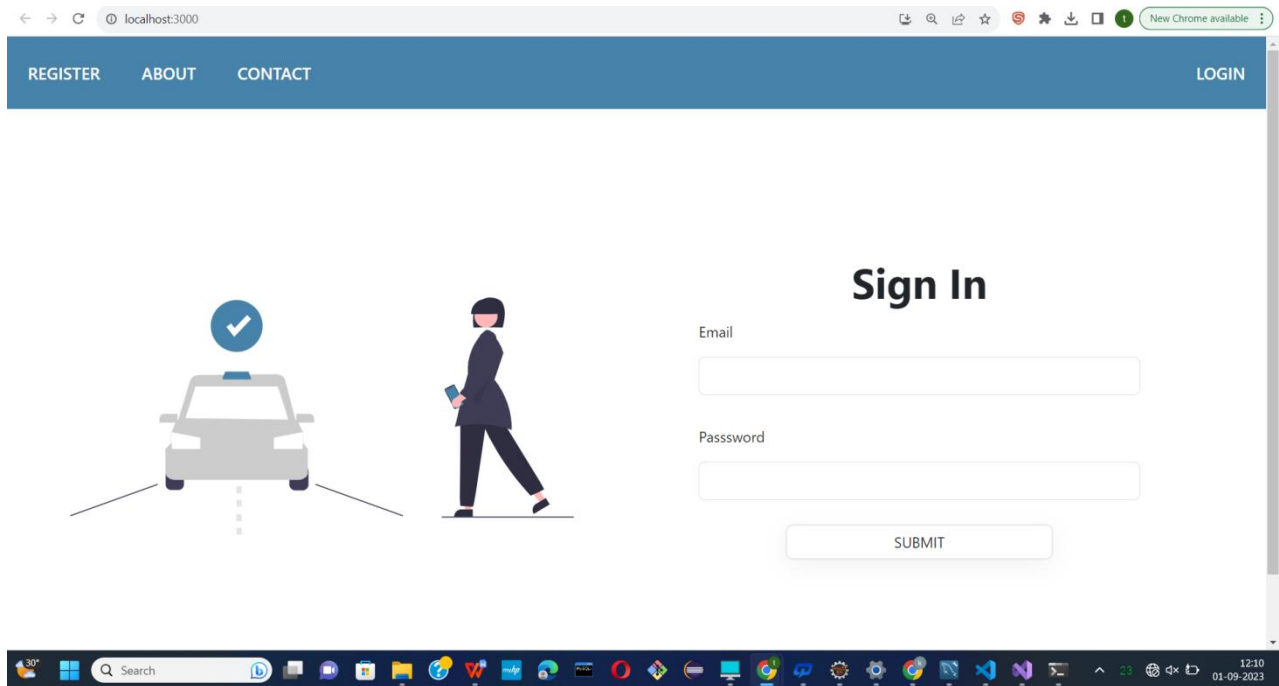 localhost:3000
t
New Chrome available
REGISTER ABOUT CONTACT LOGIN
Sign In
Email
Passsword
SUBMIT
30°
Search
23
12:10
01-09-2023